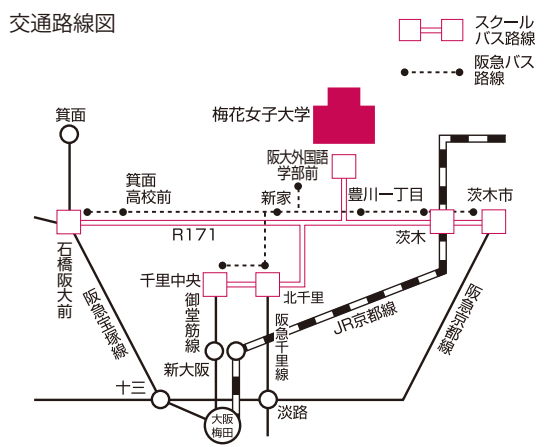 交通路線図
スクール
バス路線
阪急バス
路線
箕面
梅花女子大学
阪大外国語
学部前
箕面
高校前
新家
豊川一丁目
茨木市
R171
茨木
石橋阪大前
千里中央
北千里
御堂筋線
阪急宝塚線
阪急千里線
JR京都線
阪急京都線
新大阪
十三
淡路
大阪
梅田